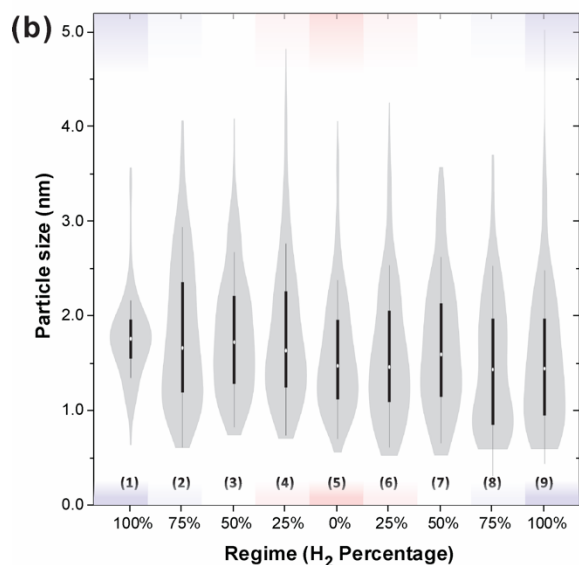 (b)
5.0
4.0
3.0
2.0
1.0
0.0
Particle size (nm)
(1) (2) (3) (4) (5) (6) (7) (8) (9)
100% 75% 50% 25% 0% 25% 50% 75% 100%
Regime (H₂ Percentage)